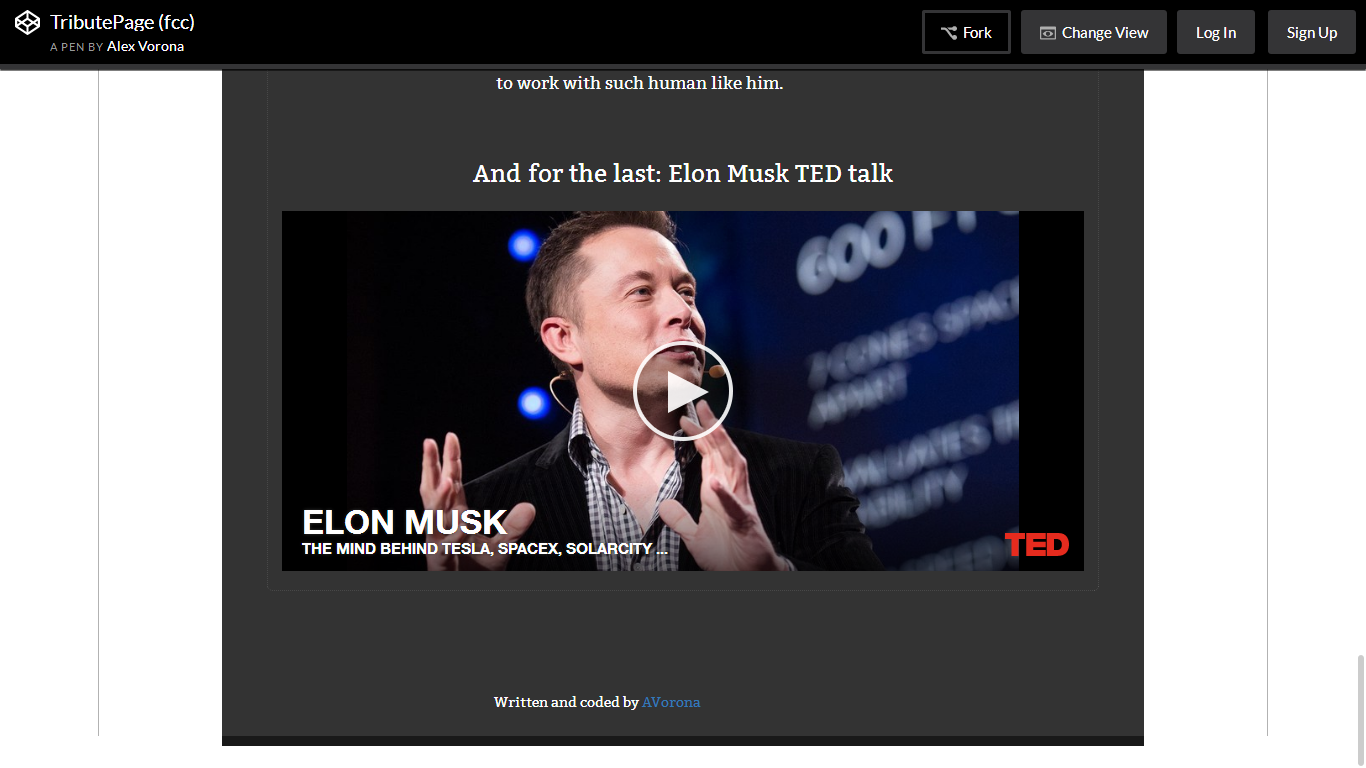 TributePage (fcc)
A PEN BY Alex Vorona
Fork
Change View
Log In
Sign Up
to work with such human like him.
And for the last: Elon Musk TED talk
600 F
ELON MUSK
THE MIND BEHIND TESLA, SPACEX, SOLARCITY ...
TED
Written and coded by AVorona